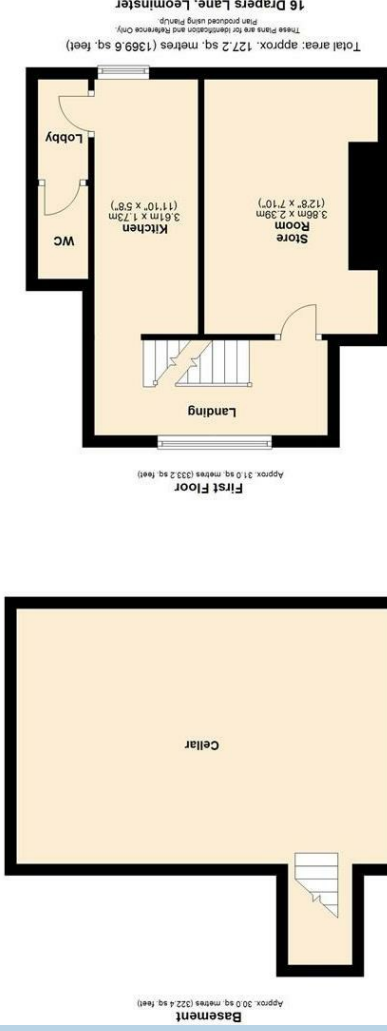 Basement
Approx. 30.0 sq. metres (322.4 sq. feet)
Cellar
First Floor
Approx. 31.0 sq. metres (333.2 sq. feet)
Landing
Store
Room
3.86m x 2.39m
(12'8" x 7'10")
Kitchen
3.61m x 1.73m
(11'10" x 5'8")
WC
Lobby
Total area: approx. 127.2 sq. metres (1369.6 sq. feet)
These Plans are for Identification and Reference Only.
Plan produced using PlanUp.
16 Drapers Lane, Leominster